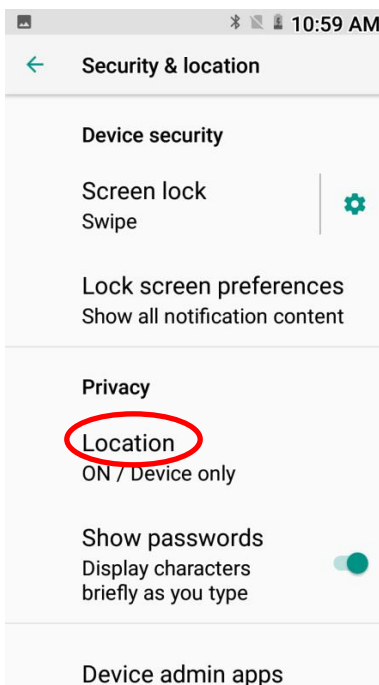 10:59 AM
Security & location
Device security
Screen lock
Swipe
Lock screen preferences
Show all notification content
Privacy
Location
ON / Device only
Show passwords
Display characters
briefly as you type
Device admin apps